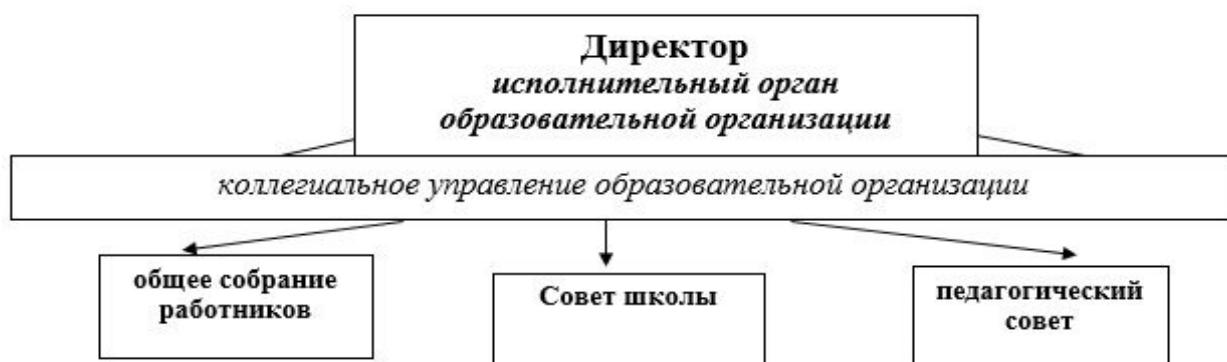 Директор
исполнительный орган
образовательной организации
коллегиальное управление образовательной организации
общее собрание
работников
Совет школы
педагогический
совет